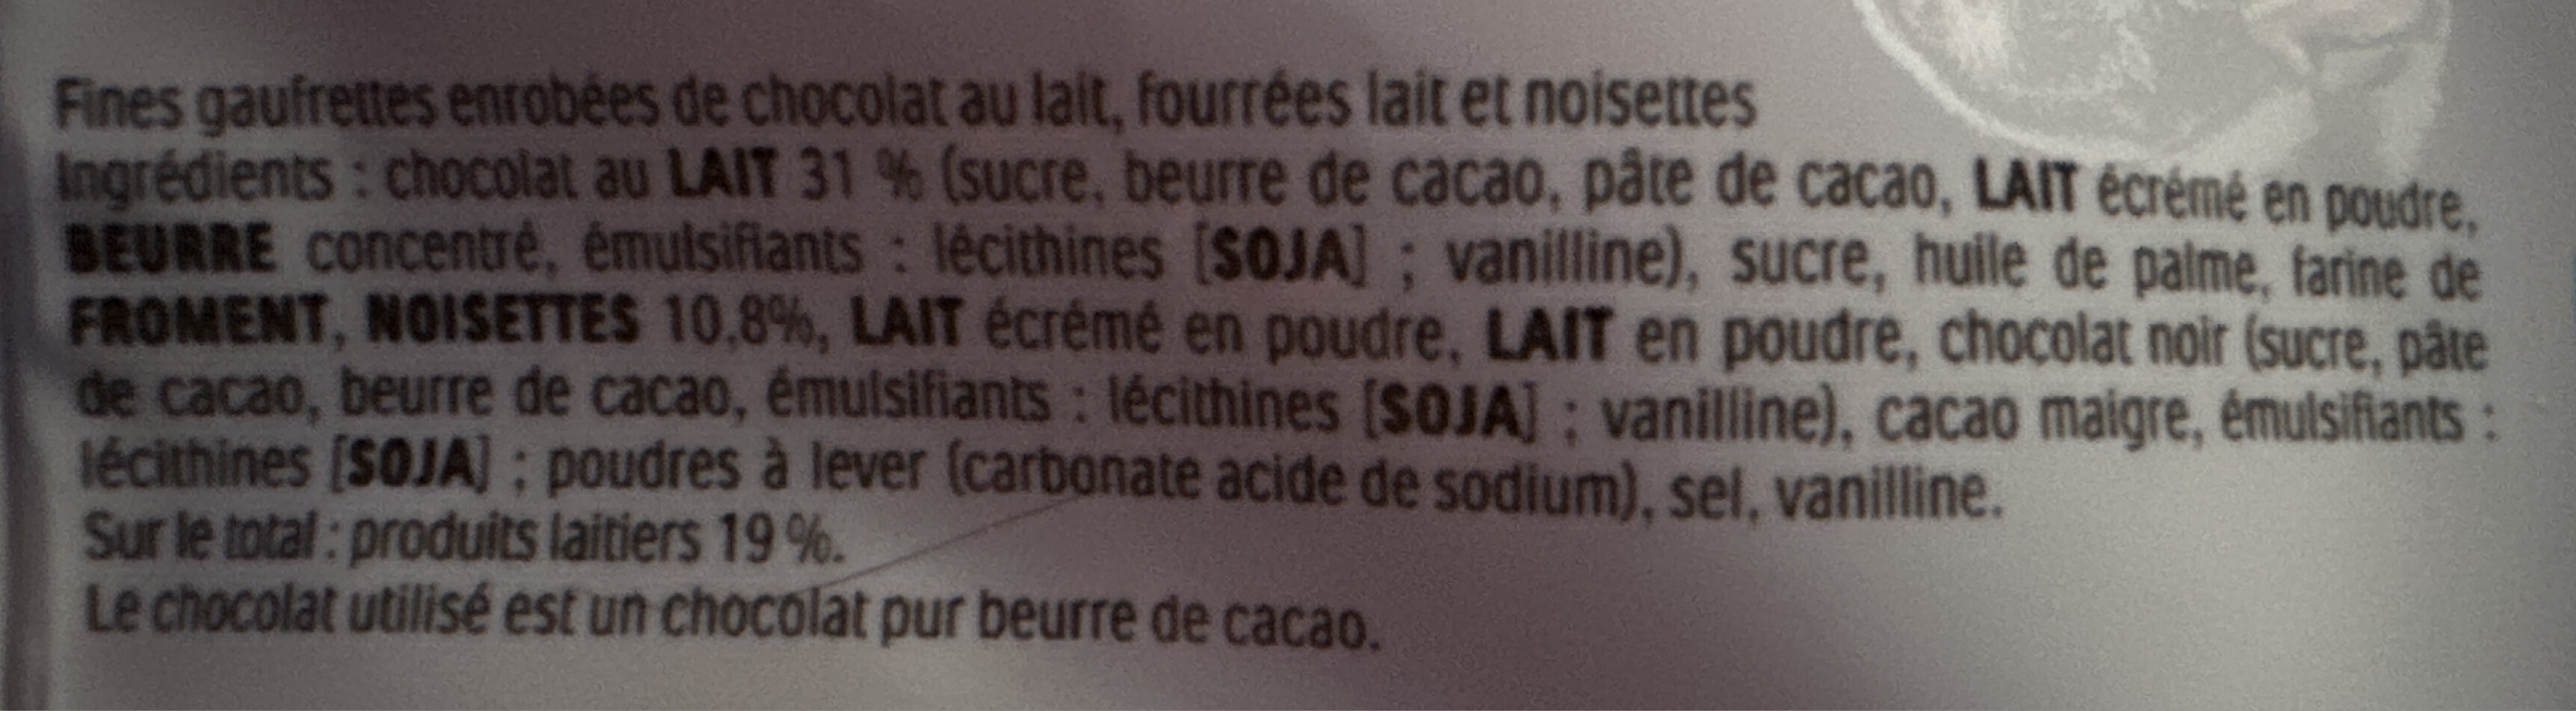 Fines gaufrettes enrobées de chocolat au lait, fourrées lait et noisettes
Ingrédients : chocolat au LAIT 31 % (sucre, beurre de cacao, pâte de cacao, LAIT écrémé en poudre,
BEURRE concentré, émulsifiants : lécithines [SOJA] ; vanilline), sucre, huile de palme, farine de
FROMENT, NOISETTES 10,8%, LAIT écrémé en poudre, LAIT en poudre, chocolat noir (sucre, pâte
de cacao, beurre de cacao, émulsifiants : lécithines [SOJA] ; vanilline), cacao maigre, émulsifiants :
lécithines [SOJA] ; poudres à lever (carbonate acide de sodium), sel, vanilline.
Sur le total : produits laitiers 19 %.
Le chocolat utilisé est un chocolat pur beurre de cacao.